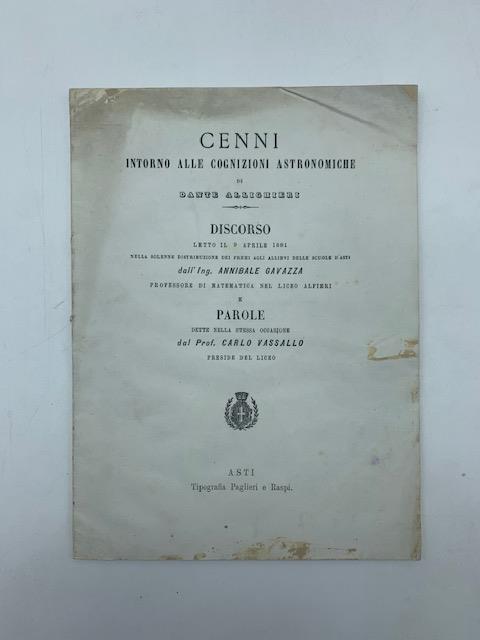 CENNI
INTORNO ALLE COGNIZIONI ASTRONOMICHE
DI
DANTE ALLIGHIERI
DISCORSO
LETTO IL 9 APRILE 1881
NELLA SOLENNE DISTRIBUZIONE DEI PREMI AGLI ALLIEVI DELLE SCUOLE D'ASTI
dall'Ing. ANNIBALE GAVAZZA
PROFESSORE DI MATEMATICA NEL LICEO ALFIERI
E
PAROLE
DETTE NELLA STESSA OCCASIONE
dal Prof. CARLO VASSALLO
PRESIDE DEL LICEO
ASTI
Tipografia Paglieri e Raspi.